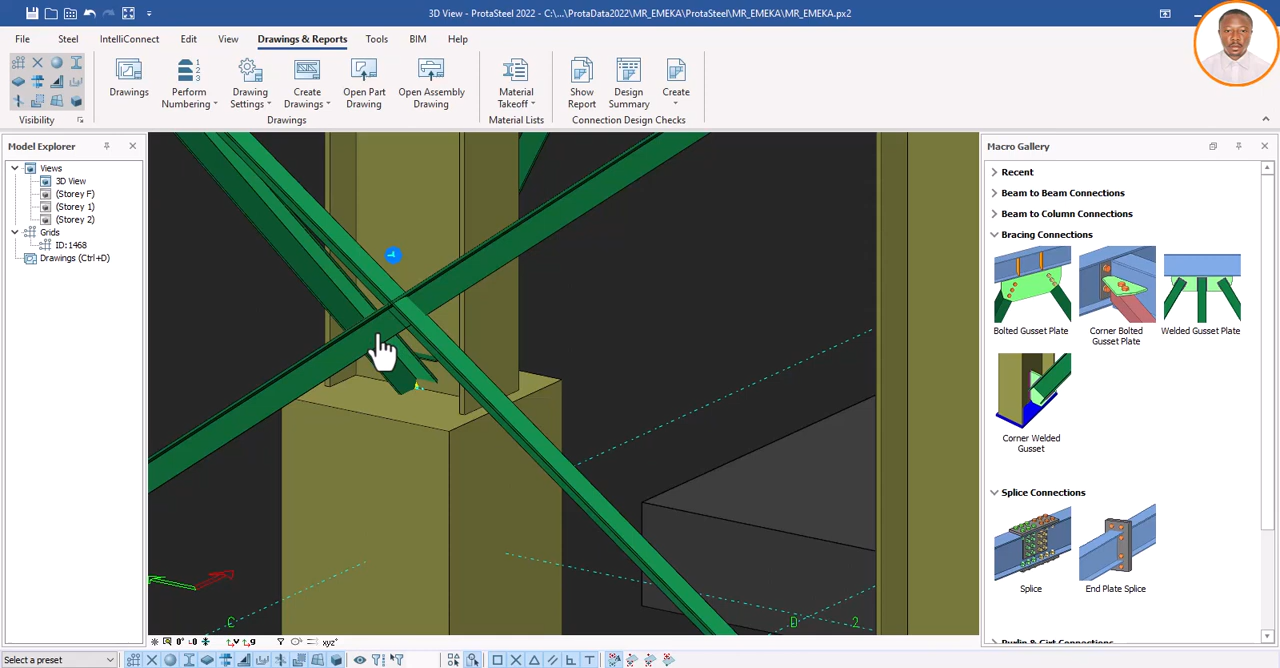 3D View - ProtaSteel 2022 - C:\...\ProtaData2022\MR_EMEKA\ProtaSteel\MR_EMEKA\MR_EMEKA.px2
File Steel IntelliConnect Edit View Drawings & Reports Tools BIM Help
Visibility
Drawings
Perform Numbering
Drawing Settings
Create Drawings
Open Part Drawing
Open Assembly Drawing
Drawings
Material Takeoff
Material Lists
Show Report
Design Summary
Create
Connection Design Checks
Model Explorer
Views
3D View
(Storey F)
(Storey 1)
(Storey 2)
Grids
ID:1468
Drawings (Ctrl+D)
C
D
2
Macro Gallery
Recent
Beam to Beam Connections
Beam to Column Connections
Bracing Connections
Bolted Gusset Plate
Corner Bolted Gusset Plate
Welded Gusset Plate
Corner Welded Gusset
Splice Connections
Splice
End Plate Splice
Purlin & Girt Connections
xyz+
Select a preset